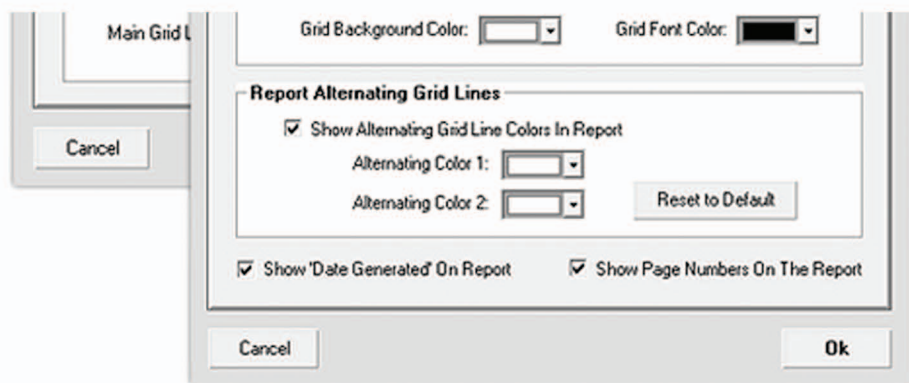 Main Grid L
Cancel
Grid Background Color:
Grid Font Color:
Report Alternating Grid Lines
Show Alternating Grid Line Colors In Report
Alternating Color 1:
Alternating Color 2:
Reset to Default
Show 'Date Generated' On Report
Show Page Numbers On The Report
Cancel
Ok